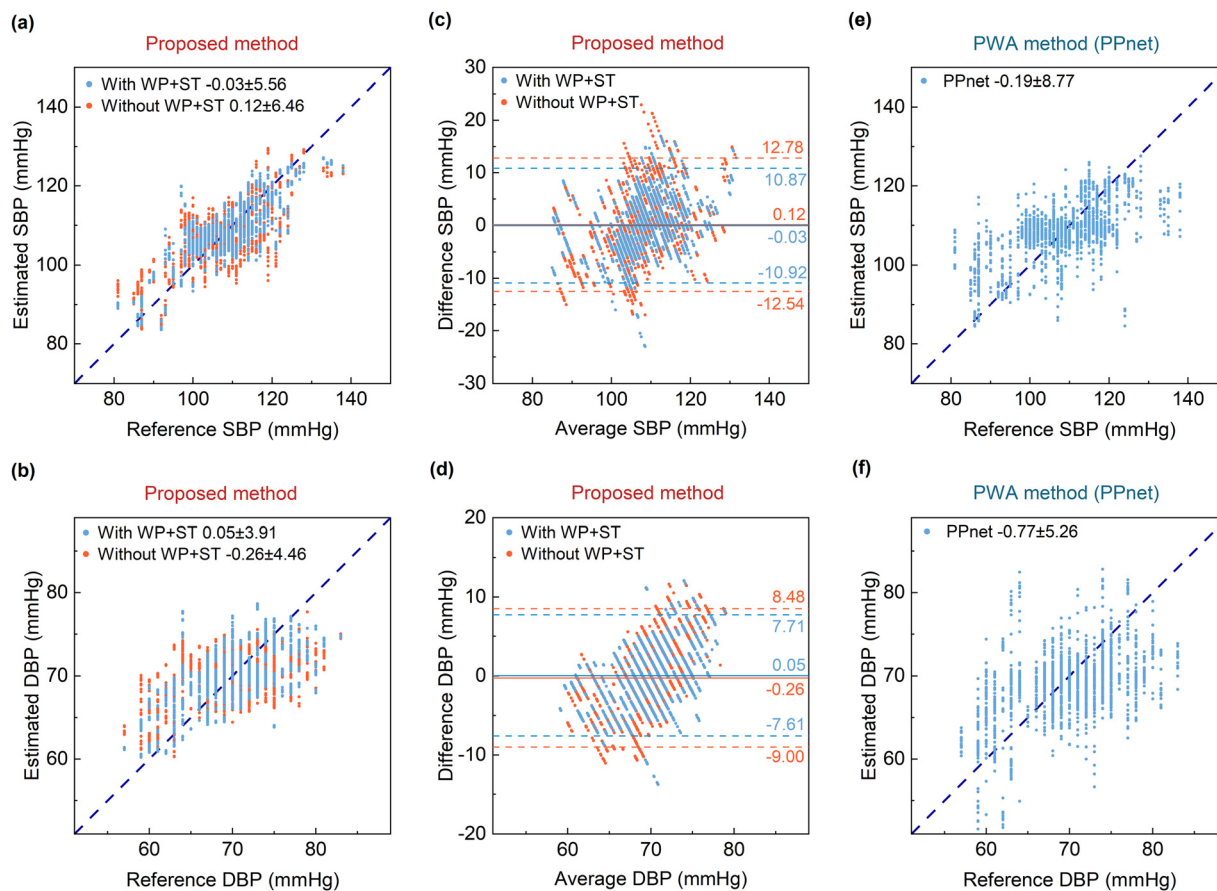 (a)
Proposed method
With WP+ST -0.03±5.56
Without WP+ST 0.12±6.46
140
120
100
80
Estimated SBP (mmHg)
80 100 120 140
Reference SBP (mmHg)
(c)
Proposed method
With WP+ST
Without WP+ST
30
20
10
0
-10
-20
-30
Difference SBP (mmHg)
12.78
10.87
0.12
-0.03
-10.92
-12.54
80 100 120 140
Average SBP (mmHg)
(e)
PWA method (PPnet)
PPnet -0.19±8.77
140
120
100
80
Estimated SBP (mmHg)
80 100 120 140
Reference SBP (mmHg)
(b)
Proposed method
With WP+ST 0.05±3.91
Without WP+ST -0.26±4.46
80
70
60
Estimated DBP (mmHg)
60 70 80
Reference DBP (mmHg)
(d)
Proposed method
With WP+ST
Without WP+ST
20
10
0
-10
-20
Difference DBP (mmHg)
8.48
7.71
0.05
-0.26
-7.61
-9.00
60 70 80
Average DBP (mmHg)
(f)
PWA method (PPnet)
PPnet -0.77±5.26
80
70
60
Estimated DBP (mmHg)
60 70 80
Reference DBP (mmHg)